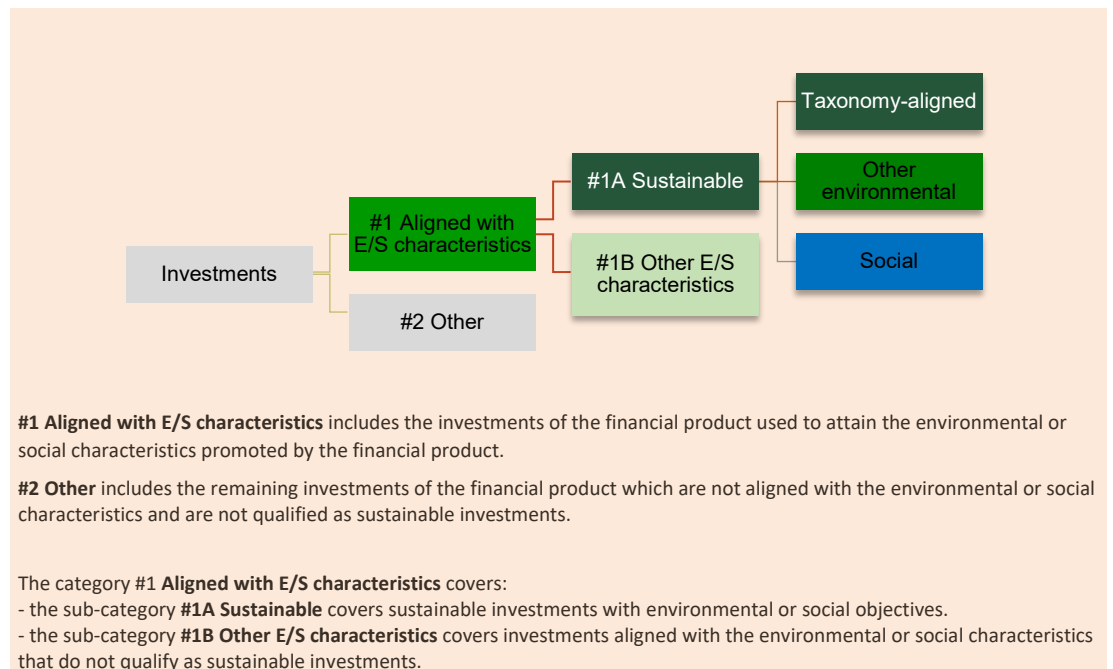 Taxonomy-aligned
#1A Sustainable
Other
environmental
#1 Aligned with
E/S characteristics
Investments
#1B Other E/S
characteristics
Social
#2 Other
#1 Aligned with E/S characteristics includes the investments of the financial product used to attain the environmental or
social characteristics promoted by the financial product.
#2 Other includes the remaining investments of the financial product which are not aligned with the environmental or social
characteristics and are not qualified as sustainable investments.
The category #1 Aligned with E/S characteristics covers:
- the sub-category #1A Sustainable covers sustainable investments with environmental or social objectives.
- the sub-category #1B Other E/S characteristics covers investments aligned with the environmental or social characteristics
that do not qualify as sustainable investments.